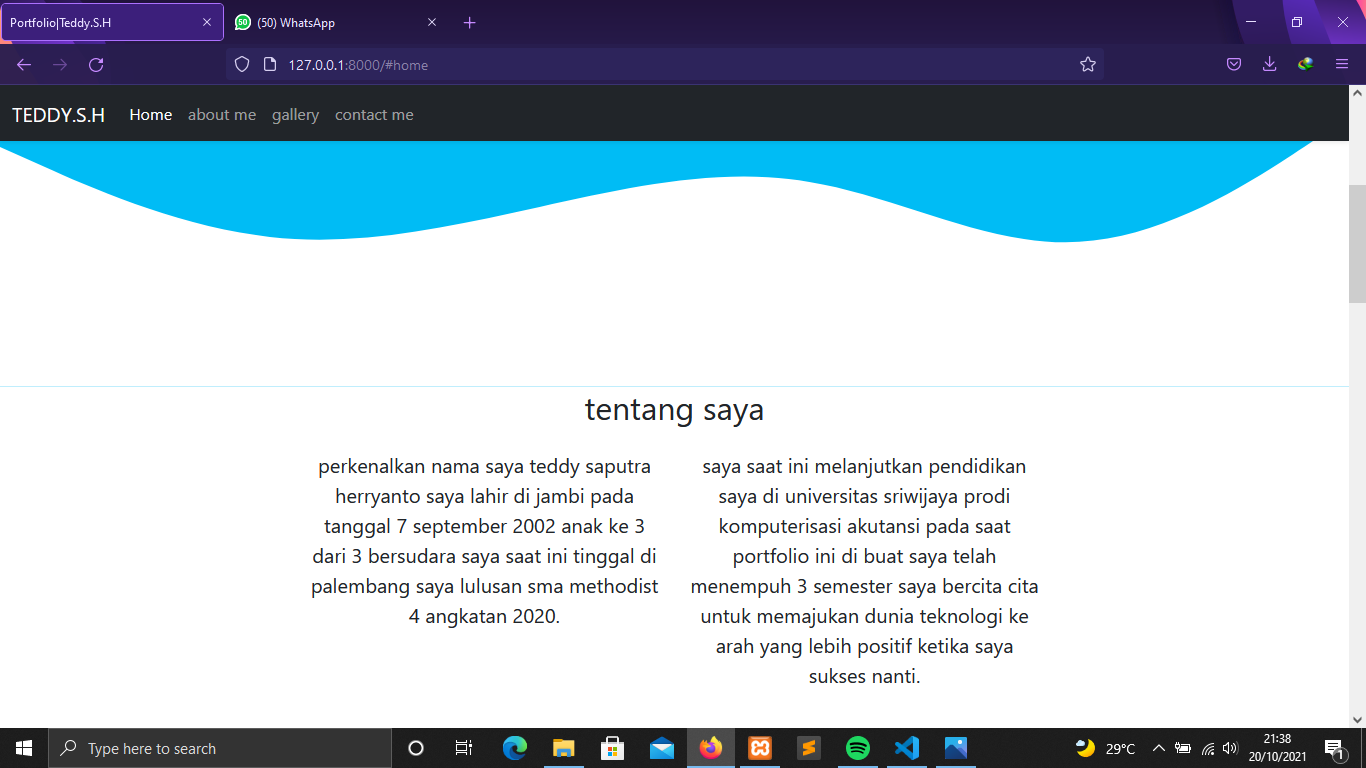 Portfolio|Teddy.S.H
50 (50) WhatsApp
127.0.0.1:8000/#home
TEDDY.S.H Home about me gallery contact me
tentang saya
perkenalkan nama saya teddy saputra
herryanto saya lahir di jambi pada
tanggal 7 september 2002 anak ke 3
dari 3 bersudara saya saat ini tinggal di
palembang saya lulusan sma methodist
4 angkatan 2020.
saya saat ini melanjutkan pendidikan
saya di universitas sriwijaya prodi
komputerisasi akutansi pada saat
portfolio ini di buat saya telah
menempuh 3 semester saya bercita cita
untuk memajukan dunia teknologi ke
arah yang lebih positif ketika saya
sukses nanti.
Type here to search
29°C
21:38
20/10/2021
1